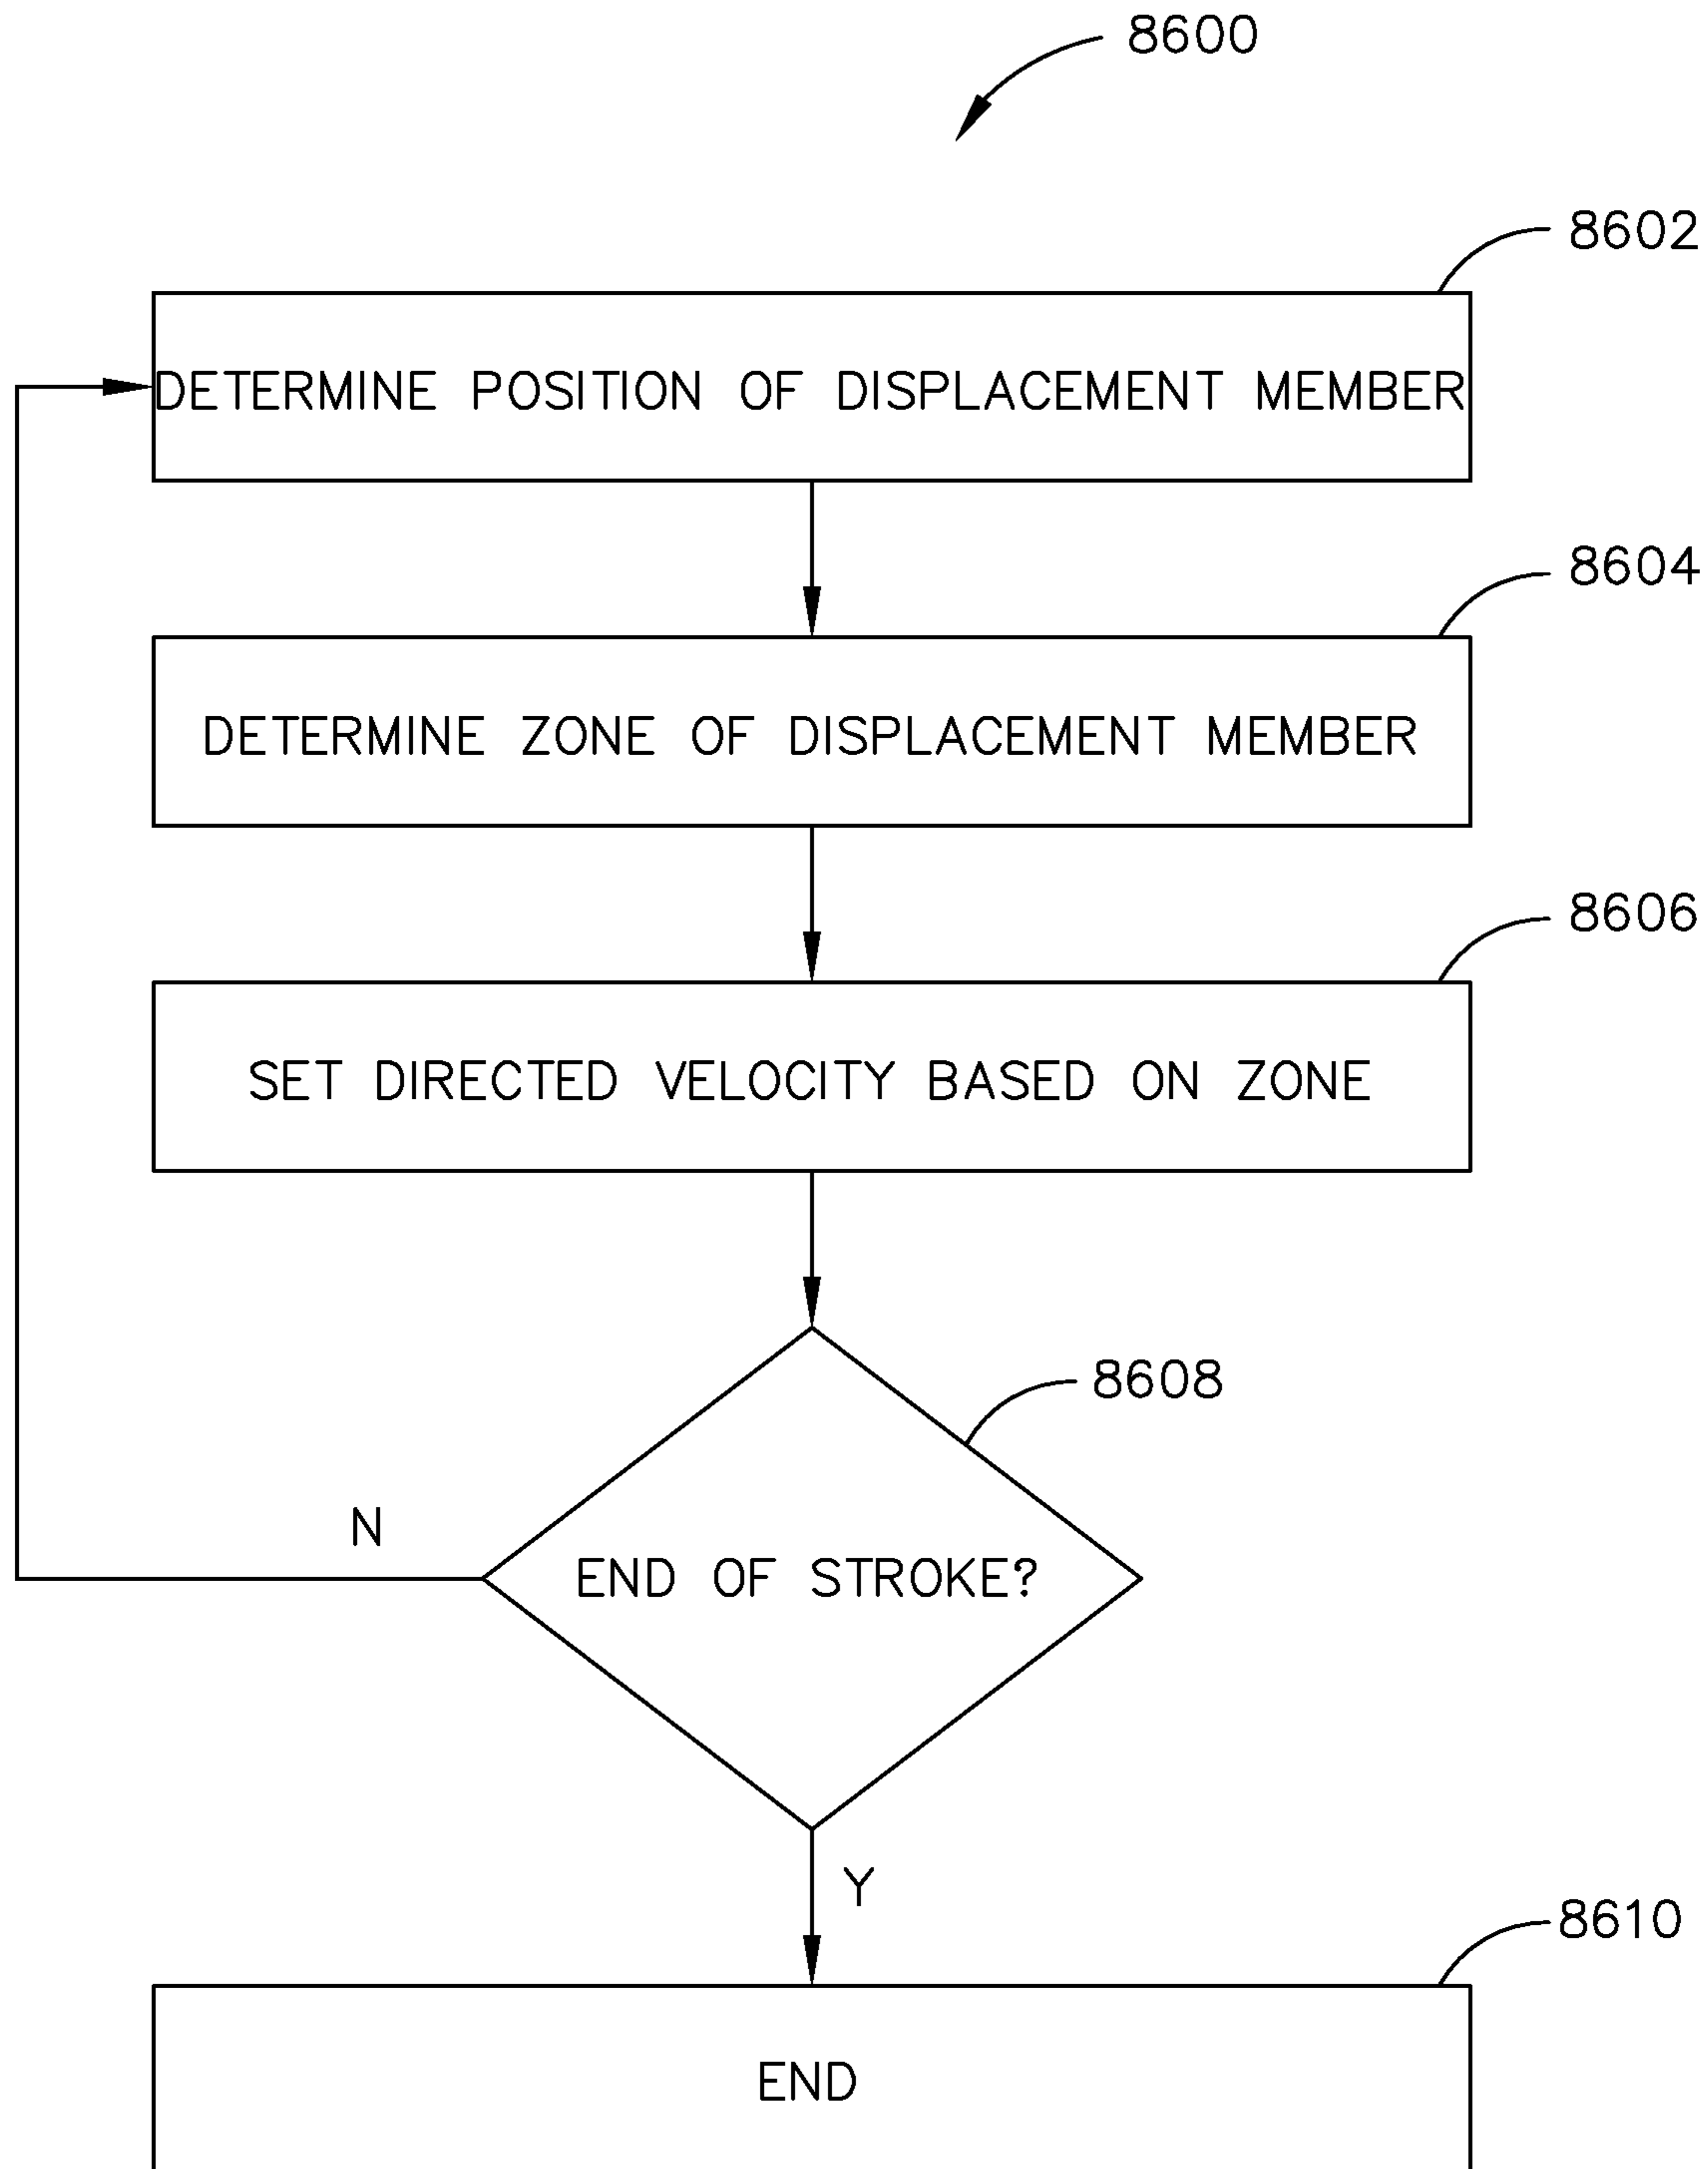 8600
8602
DETERMINE POSITION OF DISPLACEMENT MEMBER
8604
DETERMINE ZONE OF DISPLACEMENT MEMBER
8606
SET DIRECTED VELOCITY BASED ON ZONE
8608
N
END OF STROKE?
Y
8610
END